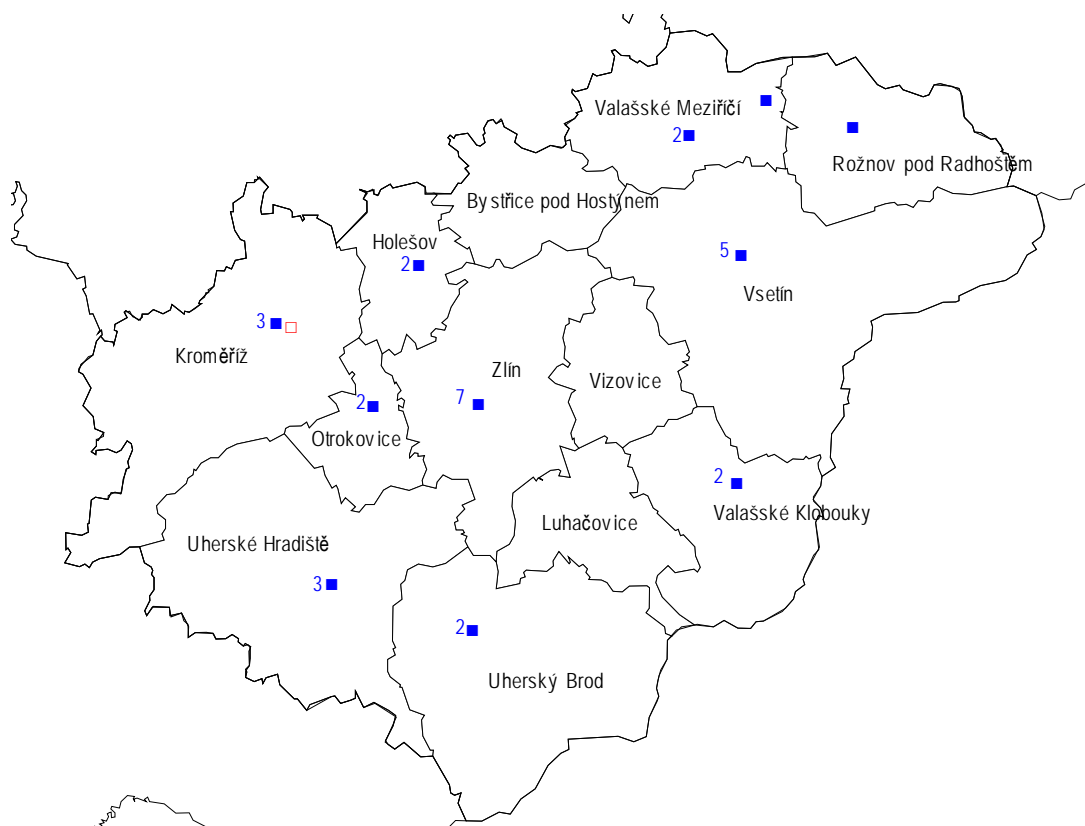 Valašské Meziříčí
2
Rožnov pod Radhoštěm
Bystřice pod Hostýnem
Holešov
2
5
Vsetín
3
Kroměříž
Zlín
Vizovice
7
2
Otrokovice
2
Valašské Klobouky
Luhačovice
Uherské Hradiště
3
2
Uherský Brod